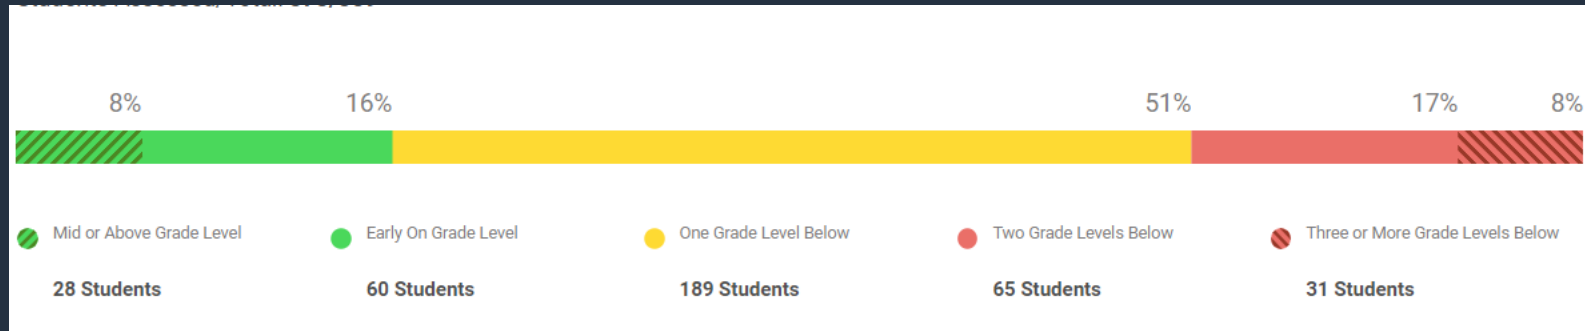 8% 16% 51% 17% 8%
Mid or Above Grade Level Early On Grade Level One Grade Level Below Two Grade Levels Below Three or More Grade Levels Below
28 Students 60 Students 189 Students 65 Students 31 Students